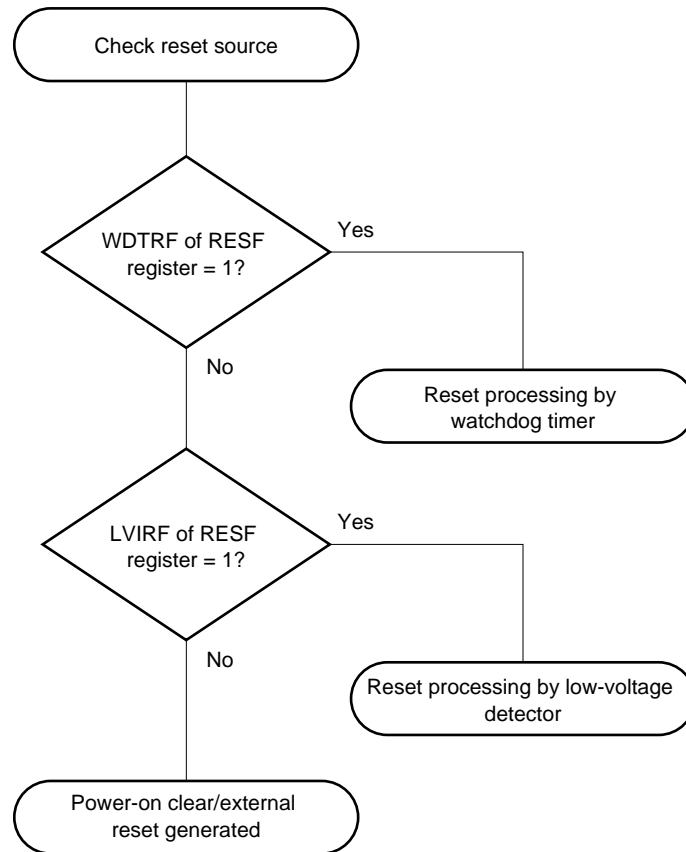 Check reset source
WDTRF of RESF
register = 1?
Yes
No
Reset processing by
watchdog timer
LVIRF of RESF
register = 1?
Yes
No
Reset processing by low-voltage
detector
Power-on clear/external
reset generated